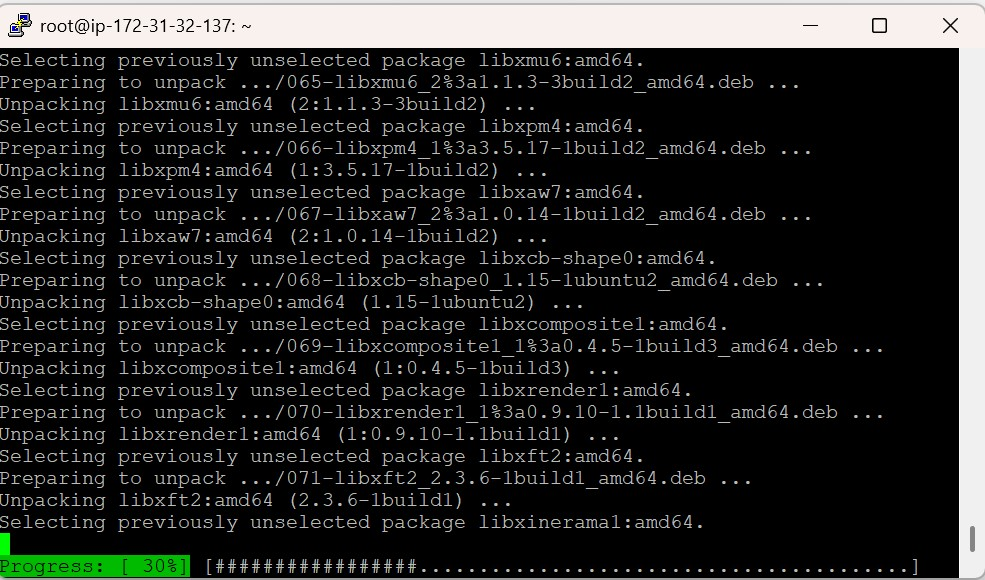 root@ip-172-31-32-137: ~
Selecting previously unselected package libxmu6:amd64.
Preparing to unpack .../065-libxmu6_2%3a1.1.3-3build2_amd64.deb ...
Unpacking libxmu6:amd64 (2:1.1.3-3build2) ...
Selecting previously unselected package libxpm4:amd64.
Preparing to unpack .../066-libxpm4_1%3a3.5.17-1build2_amd64.deb ...
Unpacking libxpm4:amd64 (1:3.5.17-1build2) ...
Selecting previously unselected package libxaw7:amd64.
Preparing to unpack .../067-libxaw7_2%3a1.0.14-1build2_amd64.deb ...
Unpacking libxaw7:amd64 (2:1.0.14-1build2) ...
Selecting previously unselected package libxcb-shape0:amd64.
Preparing to unpack .../068-libxcb-shape0_1.15-1ubuntu2_amd64.deb ...
Unpacking libxcb-shape0:amd64 (1.15-1ubuntu2) ...
Selecting previously unselected package libxcomposite1:amd64.
Preparing to unpack .../069-libxcomposite1_1%3a0.4.5-1build3_amd64.deb ...
Unpacking libxcomposite1:amd64 (1:0.4.5-1build3) ...
Selecting previously unselected package libxrender1:amd64.
Preparing to unpack .../070-libxrender1_1%3a0.9.10-1.1build1_amd64.deb ...
Unpacking libxrender1:amd64 (1:0.9.10-1.1build1) ...
Selecting previously unselected package libxft2:amd64.
Preparing to unpack .../071-libxft2_2.3.6-1build1_amd64.deb ...
Unpacking libxft2:amd64 (2.3.6-1build1) ...
Selecting previously unselected package libxinerama1:amd64.
Progress: [ 30%] [#################.........................................]